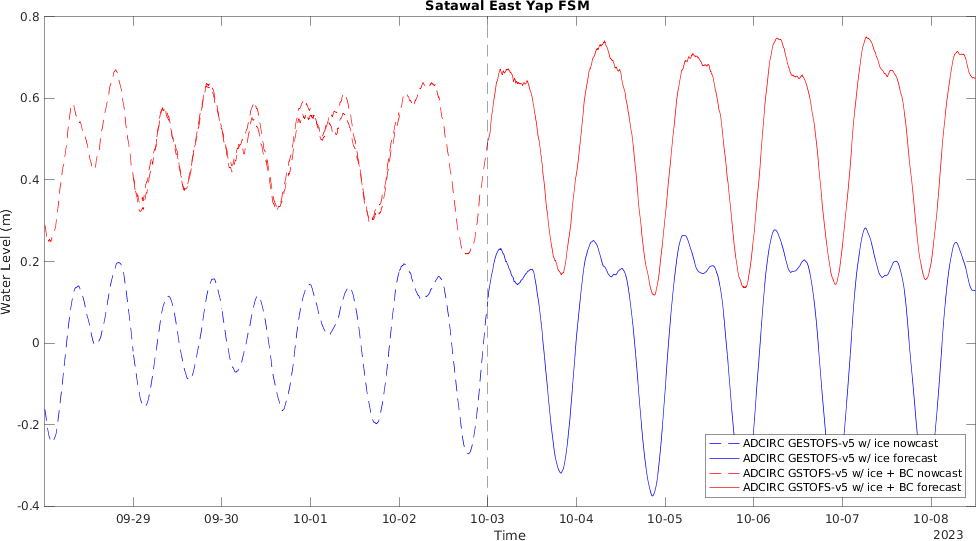 Satawal East Yap FSM
0.8
0.6
0.4
0.2
0
-0.2
-0.4
Water Level (m)
ADCIRC GESTOFS-v5 w/ ice nowcast
ADCIRC GESTOFS-v5 w/ ice forecast
ADCIRC GSTOFS-v5 w/ ice + BC nowcast
ADCIRC GSTOFS-v5 w/ ice + BC forecast
09-29 09-30 10-01 10-02 10-03 10-04 10-05 10-06 10-07 10-08
Time
2023